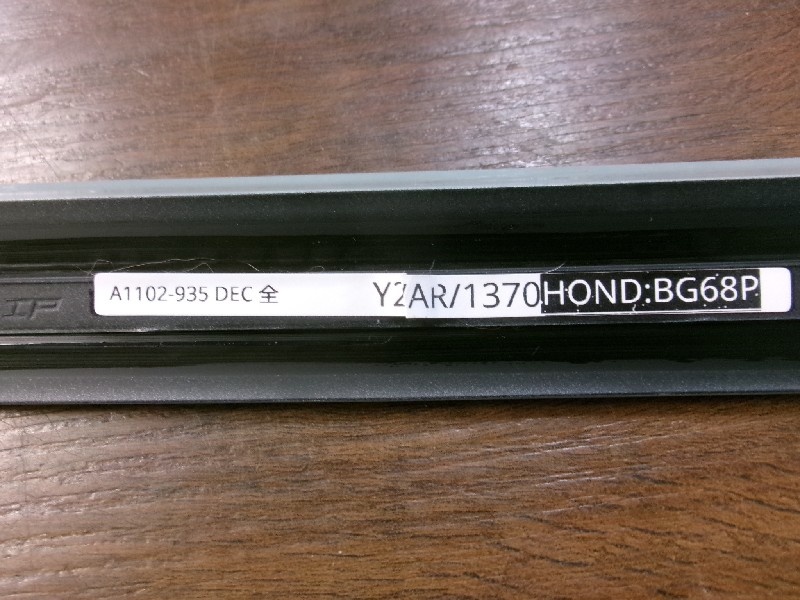 A1102-935 DEC 全 Y2AR/1370HOND:BG68P